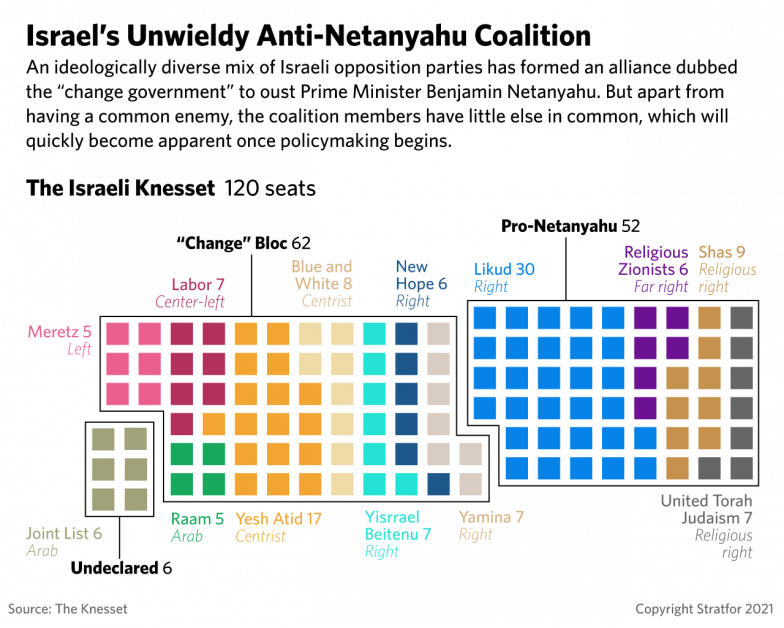 Israel's Unwieldy Anti-Netanyahu Coalition
An ideologically diverse mix of Israeli opposition parties has formed an alliance dubbed
the “change government” to oust Prime Minister Benjamin Netanyahu. But apart from
having a common enemy, the coalition members have little else in common, which will
quickly become apparent once policymaking begins.
The Israeli Knesset 120 seats
“Change” Bloc 62
Pro-Netanyahu 52
Meretz 5
Left
Labor 7
Center-left
Blue and
White 8
Centrist
New
Hope 6
Right
Likud 30
Right
Religious
Zionists 6
Far right
Shas 9
Religious
right
Joint List 6
Arab
Undeclared 6
Raam 5
Arab
Yesh Atid 17
Centrist
Yisrrael
Beitenu 7
Right
Yamina 7
Right
United Torah
Judaism 7
Religious
right
Source: The Knesset
Copyright Stratfor 2021